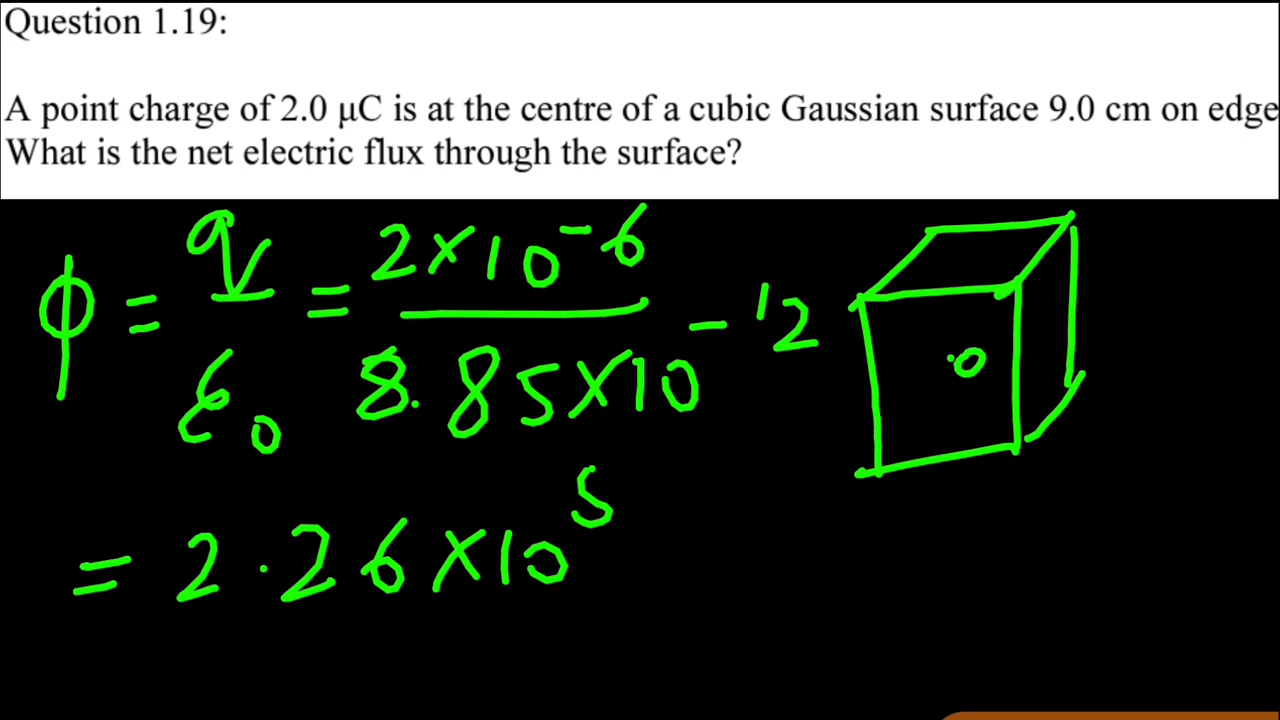 Question 1.19:
A point charge of 2.0 μC is at the centre of a cubic Gaussian surface 9.0 cm on edge
What is the net electric flux through the surface?
ϕ = q/ε₀ = 2×10⁻⁶/8.85×10⁻¹²
= 2.26×10⁵